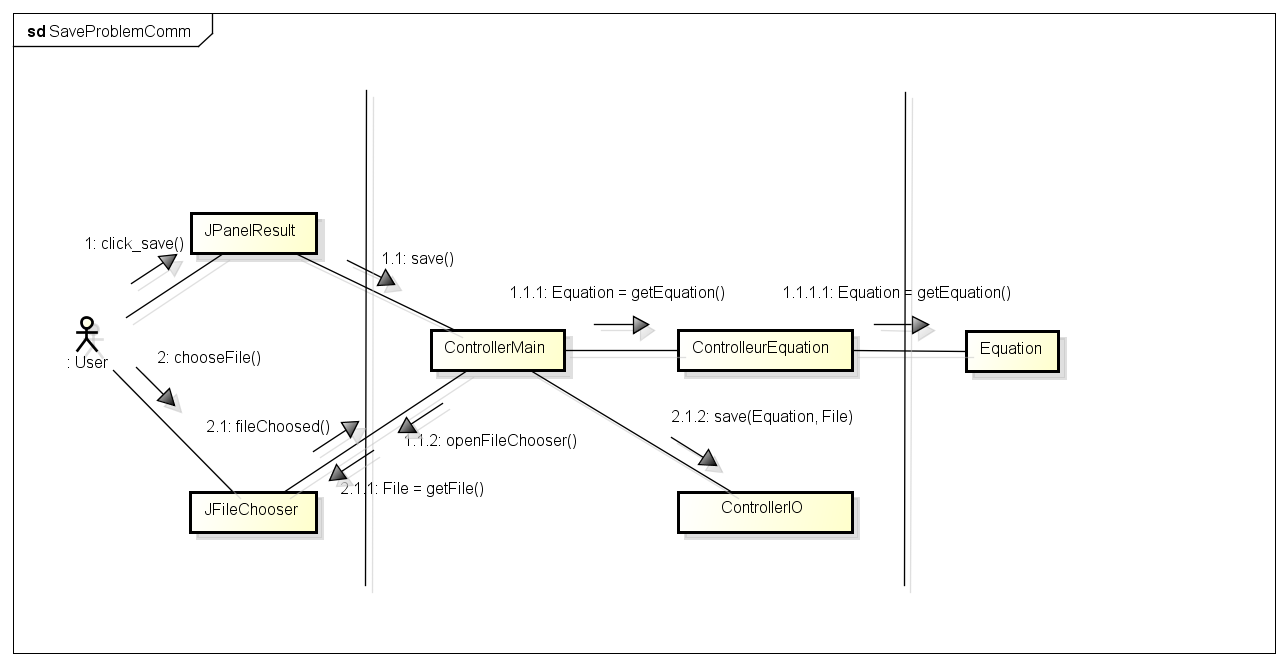 sd SaveProblemComm
JPanelResult
1: click_save()
1.1: save()
1.1.1: Equation = getEquation()
1.1.1.1: Equation = getEquation()
: User
2: chooseFile()
ControllerMain
ControlleurEquation
Equation
2.1: fileChoosed()
1.1.2: openFileChooser()
2.1.2: save(Equation, File)
2.1.1: File = getFile()
JFileChooser
ControllerIO